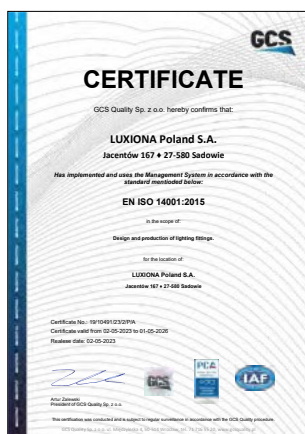 GCS
CERTIFICATE
GCS Quality Sp. z o.o. hereby confirms that:
LUXIONA Poland S.A.
Jacentów 167 ♦ 27-580 Sadowie
Has implemented and uses the Management System in accordance with the
standard mentioded below:
EN ISO 14001:2015
in the scope of:
Design and production of lighting fittings.
for the location of:
LUXIONA Poland S.A.
Jacentów 167 ♦ 27-580 Sadowie
Certificate No.: 19/10491/23/2/P/A
Certificate valid from 02-05-2023 to 01-05-2026
Realese date: 02-05-2023
GCS
PCA
IAF
Artur Zalewski
President of GCS Quality Sp. z o.o.
This certification was conducted and is subject to regular surveillance in accordance with the GCS Quality procedure.
GCS Quality Sp. z o.o.